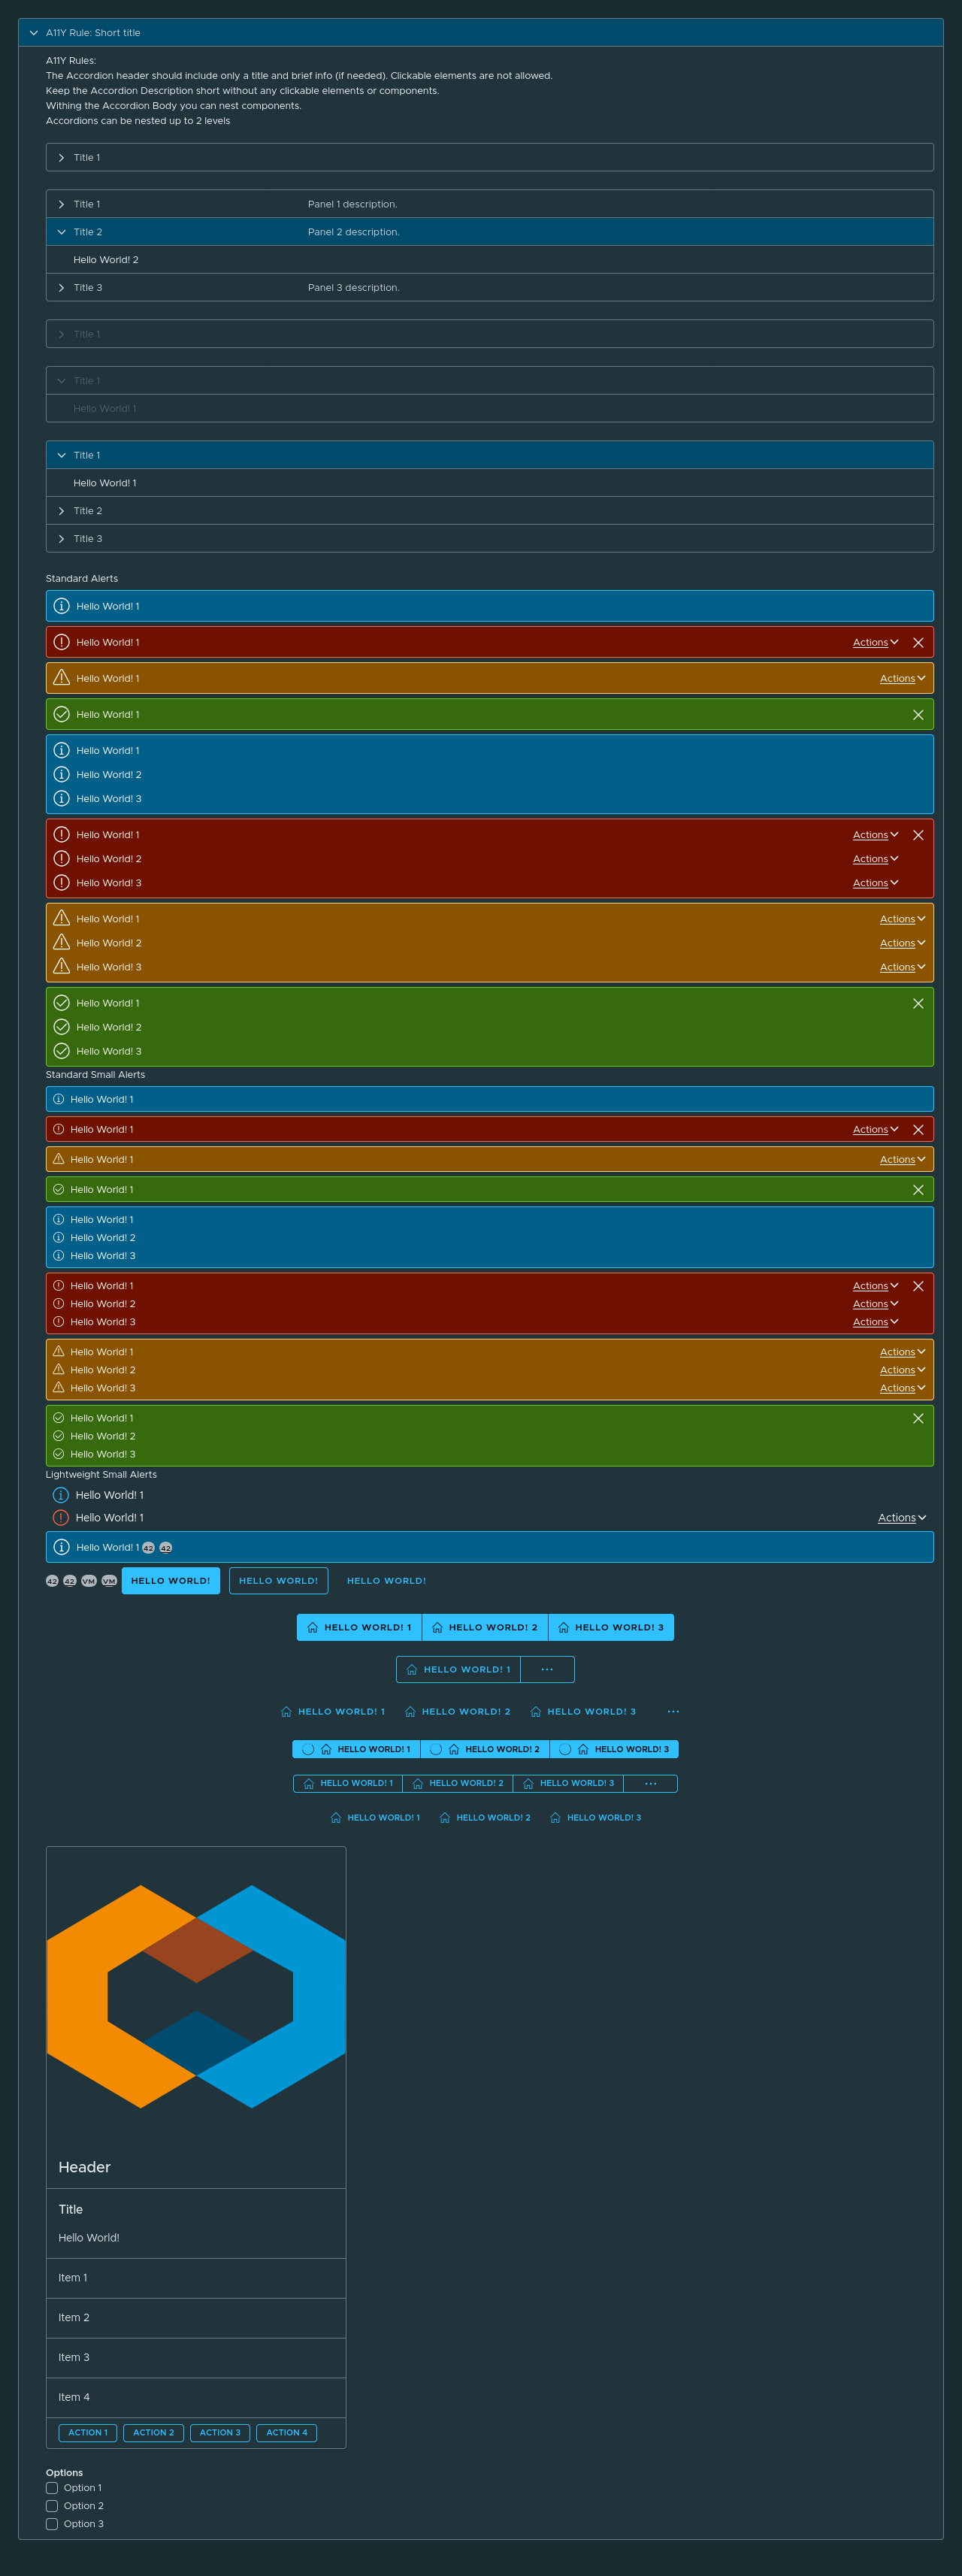 A11Y Rule: Short title
A11Y Rules:
The Accordion header should include only a title and brief info (if needed). Clickable elements are not allowed.
Keep the Accordion Description short without any clickable elements or components.
Withing the Accordion Body you can nest components.
Accordions can be nested up to 2 levels
Title 1
Title 1 Panel 1 description.
Title 2 Panel 2 description.
Hello World! 2
Title 3 Panel 3 description.
Title 1
Title 1
Hello World! 1
Title 1
Hello World! 1
Title 2
Title 3
Standard Alerts
Hello World! 1
Hello World! 1 Actions
Hello World! 1 Actions
Hello World! 1
Hello World! 1
Hello World! 2
Hello World! 3
Hello World! 1 Actions
Hello World! 2 Actions
Hello World! 3 Actions
Hello World! 1 Actions
Hello World! 2 Actions
Hello World! 3 Actions
Hello World! 1
Hello World! 2
Hello World! 3
Standard Small Alerts
Hello World! 1
Hello World! 1 Actions
Hello World! 1 Actions
Hello World! 1
Hello World! 1
Hello World! 2
Hello World! 3
Hello World! 1 Actions
Hello World! 2 Actions
Hello World! 3 Actions
Hello World! 1 Actions
Hello World! 2 Actions
Hello World! 3 Actions
Hello World! 1
Hello World! 2
Hello World! 3
Lightweight Small Alerts
Hello World! 1
Hello World! 1 Actions
Hello World! 1 42 42
42 42 VM VM HELLO WORLD! HELLO WORLD! HELLO WORLD!
HELLO WORLD! 1 HELLO WORLD! 2 HELLO WORLD! 3
HELLO WORLD! 1 ...
HELLO WORLD! 1 HELLO WORLD! 2 HELLO WORLD! 3 ...
HELLO WORLD! 1 HELLO WORLD! 2 HELLO WORLD! 3
HELLO WORLD! 1 HELLO WORLD! 2 HELLO WORLD! 3 ...
HELLO WORLD! 1 HELLO WORLD! 2 HELLO WORLD! 3
Header
Title
Hello World!
Item 1
Item 2
Item 3
Item 4
ACTION 1 ACTION 2 ACTION 3 ACTION 4
Options
Option 1
Option 2
Option 3